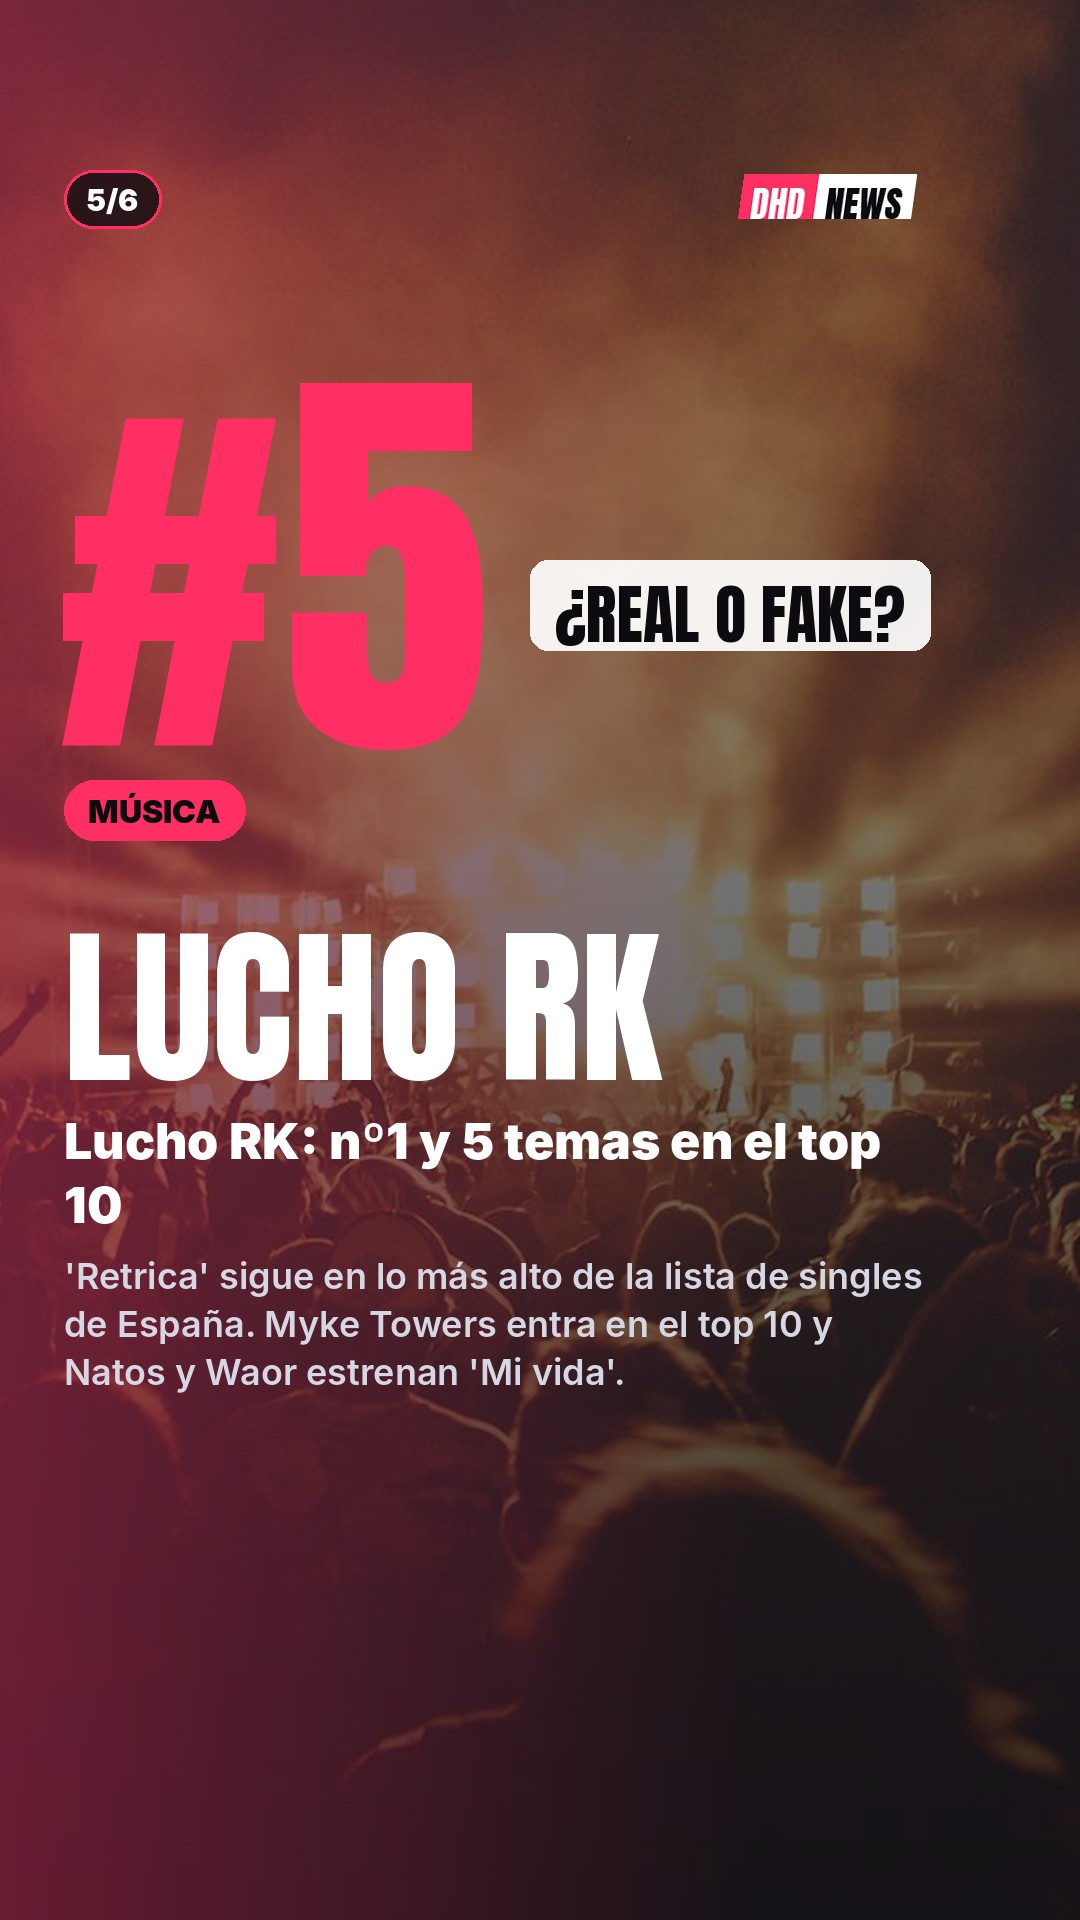 5/6
DHD NEWS
#5
¿REAL O FAKE?
MÚSICA
LUCHO RK
Lucho RK: nº1 y 5 temas en el top
10
'Retrica' sigue en lo más alto de la lista de singles
de España. Myke Towers entra en el top 10 y
Natos y Waor estrenan 'Mi vida'.